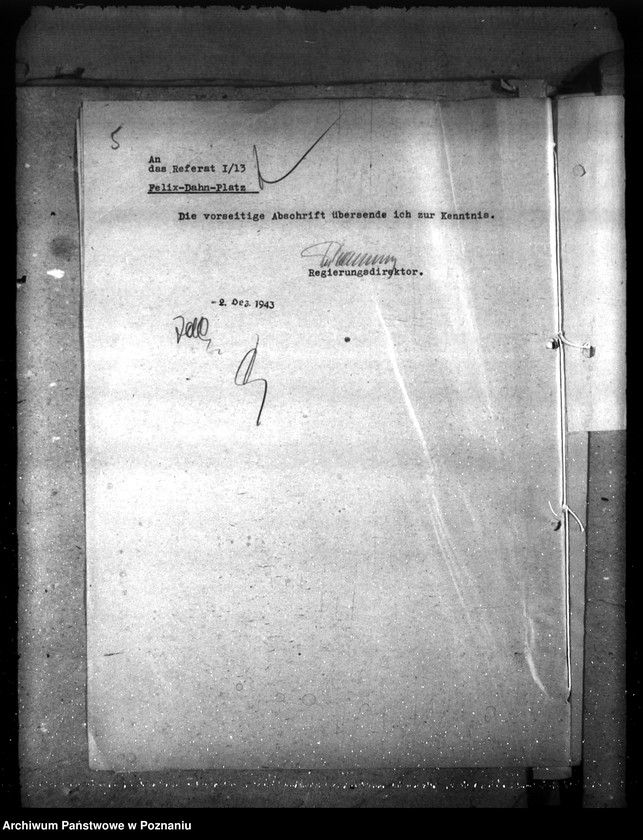 5
An
das Referat I/13
Felix-Dahn-Platz
Die vorseitige Abschrift übersende ich zur Kenntnis.
Regierungsdirektor.
-2. Dez. 1943
Archiwum Państwowe w Poznaniu